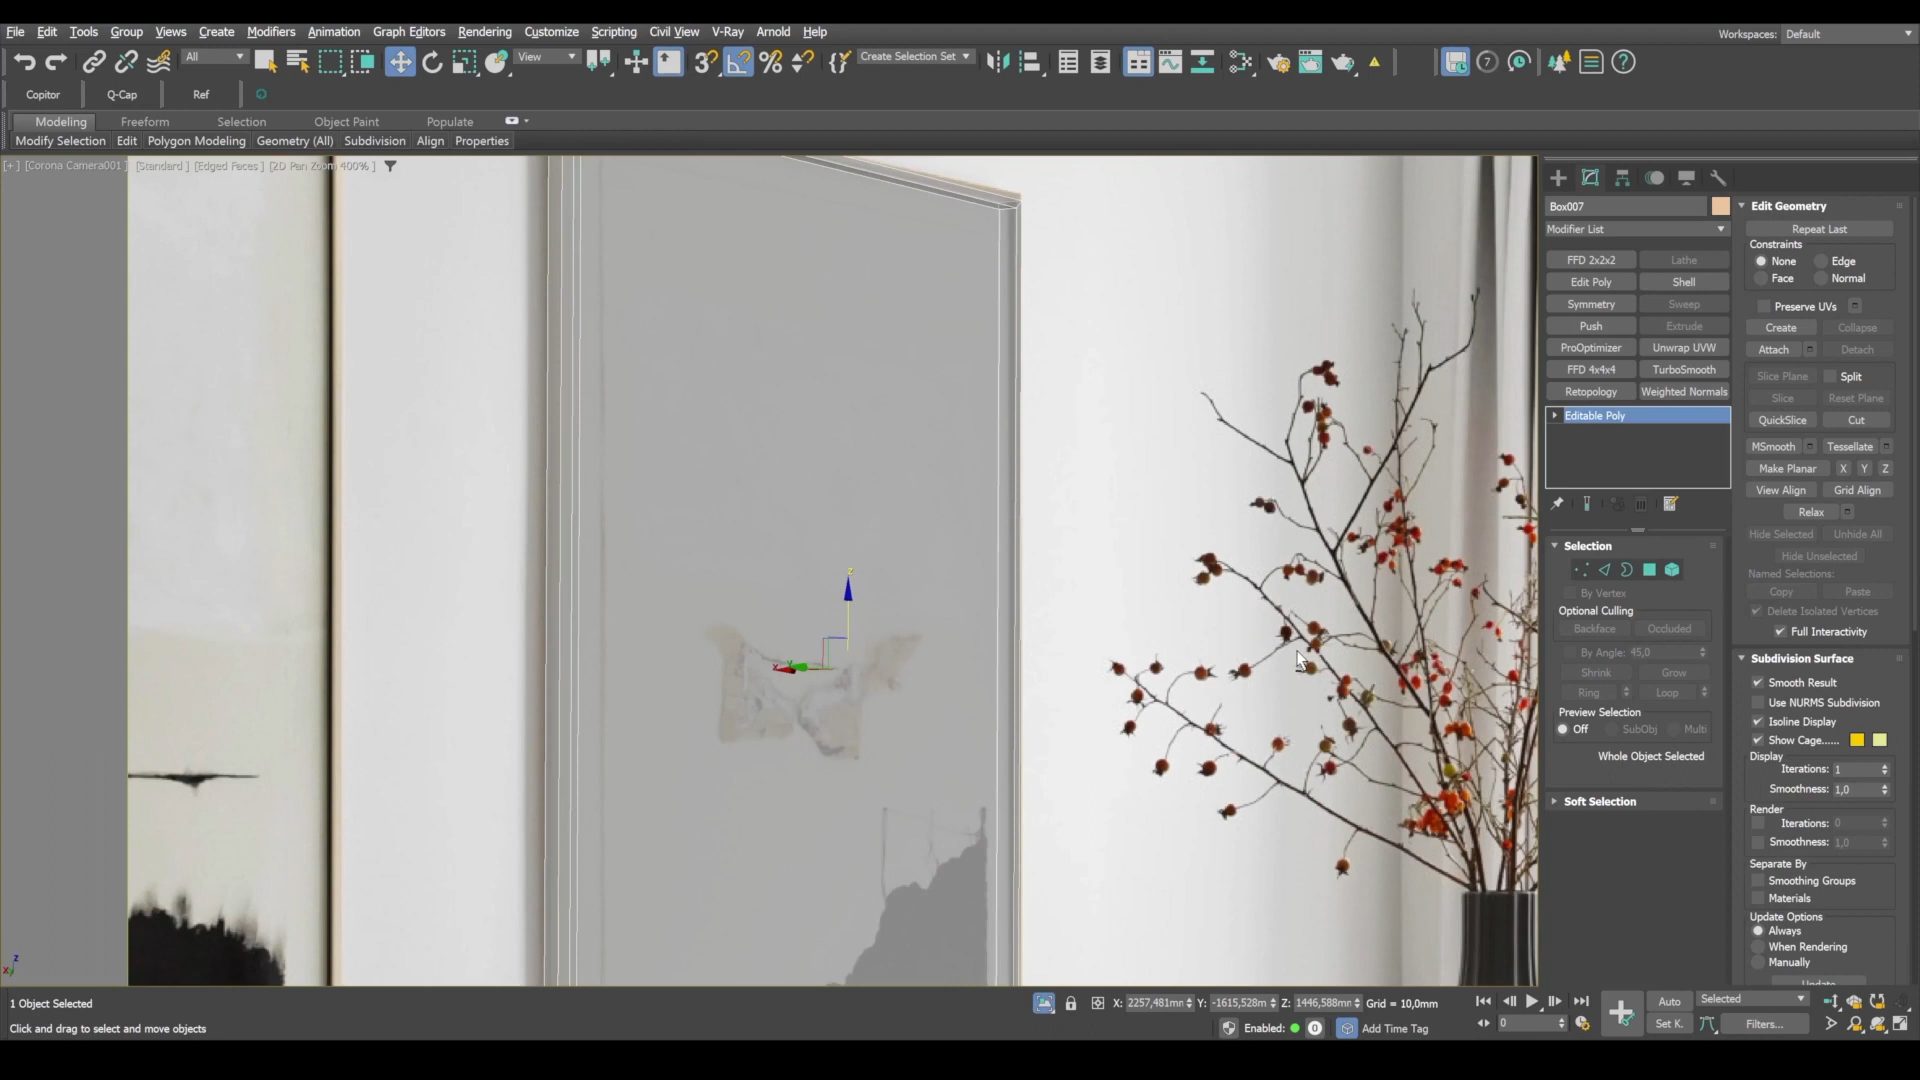 File Edit Tools Group Views Create Modifiers Animation Graph Editors Rendering Customize Scripting Civil View V-Ray Arnold Help
Workspaces: Default
All View Create Selection Set
Copitor Q-Cap Ref
Modeling Freeform Selection Object Paint Populate
Modify Selection Edit Polygon Modeling Geometry (All) Subdivision Align Properties
[+] [Corona Camera001] [Standard] [Edged Faces] [2D Pan Zoom 400%]
Box007
Modifier List
FFD 2x2x2 Lathe
Edit Poly Shell
Symmetry Sweep
Push Extrude
ProOptimizer Unwrap UVW
FFD 4x4x4 TurboSmooth
Retopology Weighted Normals
Editable Poly
Selection
By Vertex
Optional Culling
Backface Occluded
By Angle: 45,0
Shrink Grow
Ring Loop
Preview Selection
Off SubObj Multi
Whole Object Selected
Soft Selection
Edit Geometry
Repeat Last
Constraints
None Edge
Face Normal
Preserve UVs
Create Collapse
Attach Detach
Slice Plane Split
Slice Reset Plane
QuickSlice Cut
MSmooth Tessellate
Make Planar X Y Z
View Align Grid Align
Relax
Hide Selected Unhide All
Hide Unselected
Named Selections:
Copy Paste
Delete Isolated Vertices
Full Interactivity
Subdivision Surface
Smooth Result
Use NURMS Subdivision
Isoline Display
Show Cage......
Display
Iterations: 1
Smoothness: 1,0
Render
Iterations: 0
Smoothness: 1,0
Separate By
Smoothing Groups
Materials
Update Options
Always
When Rendering
Manually
Update
z
x y
z
x
1 Object Selected
X: 2257,481mm Y: -1615,528m Z: 1446,588mm Grid = 10,0mm
Auto Selected
Click and drag to select and move objects
Enabled: 0 Add Time Tag
0
Set K. Filters...